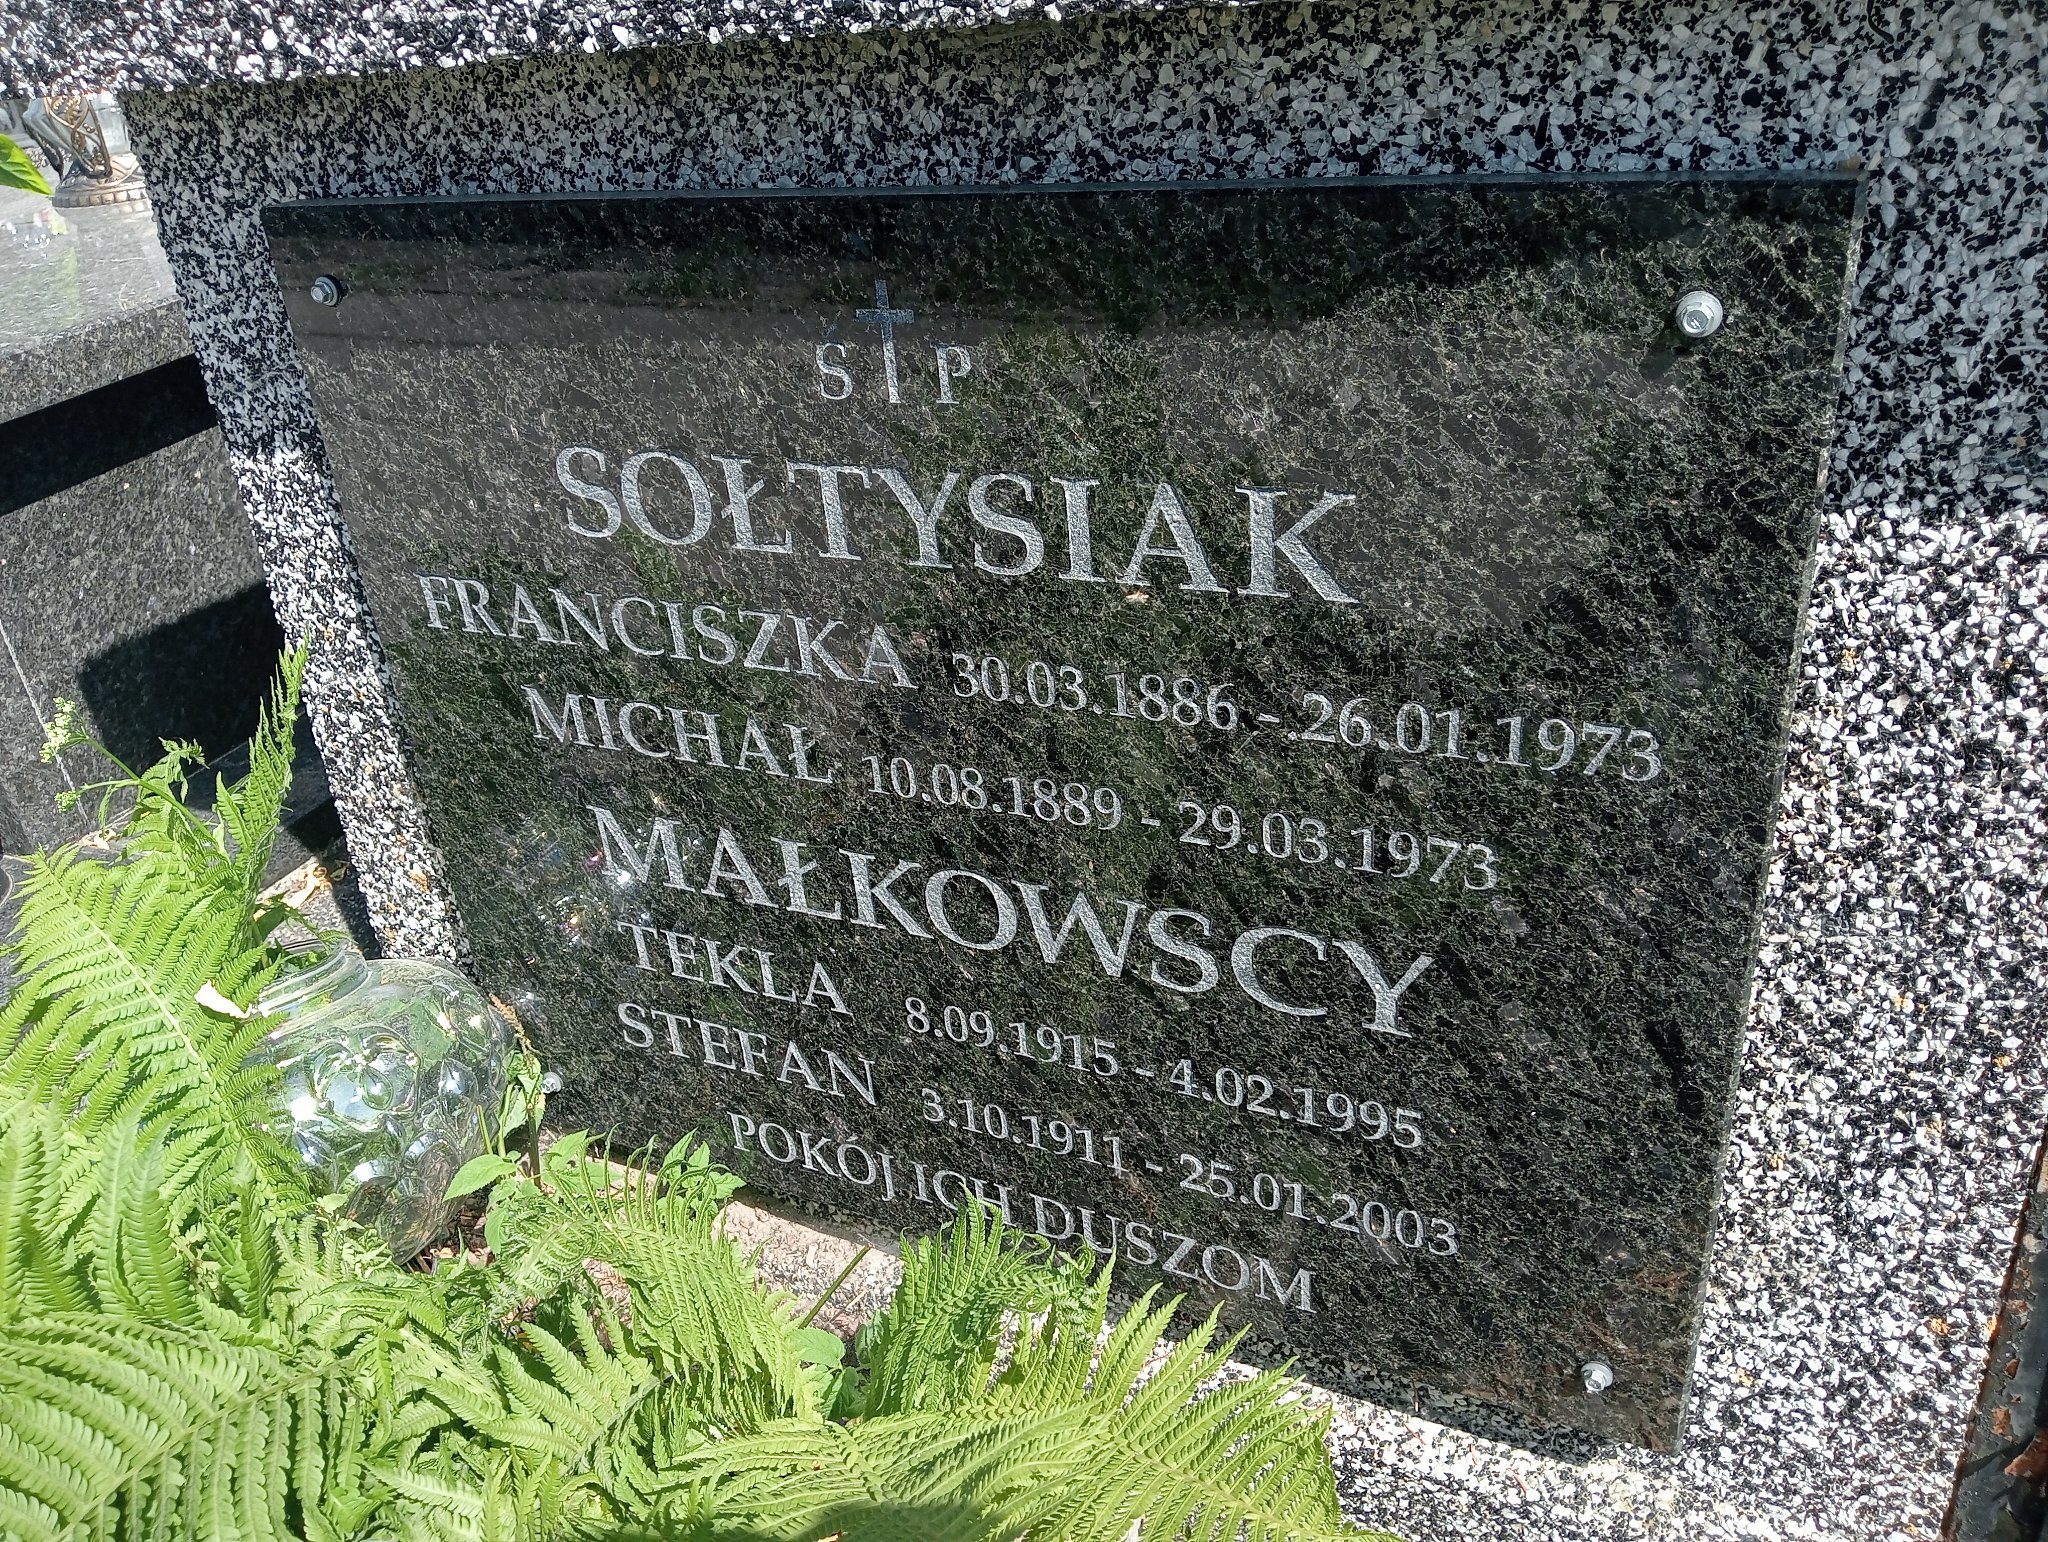 Ś P
SOŁTYSIAK
FRANCISZKA 30.03.1886 - 26.01.1973
MICHAŁ 10.08.1889 - 29.03.1973
MAŁKOWSCY
TEKLA 8.09.1915 - 4.02.1995
STEFAN 3.10.1911 - 25.01.2003
POKÓJ ICH DUSZOM